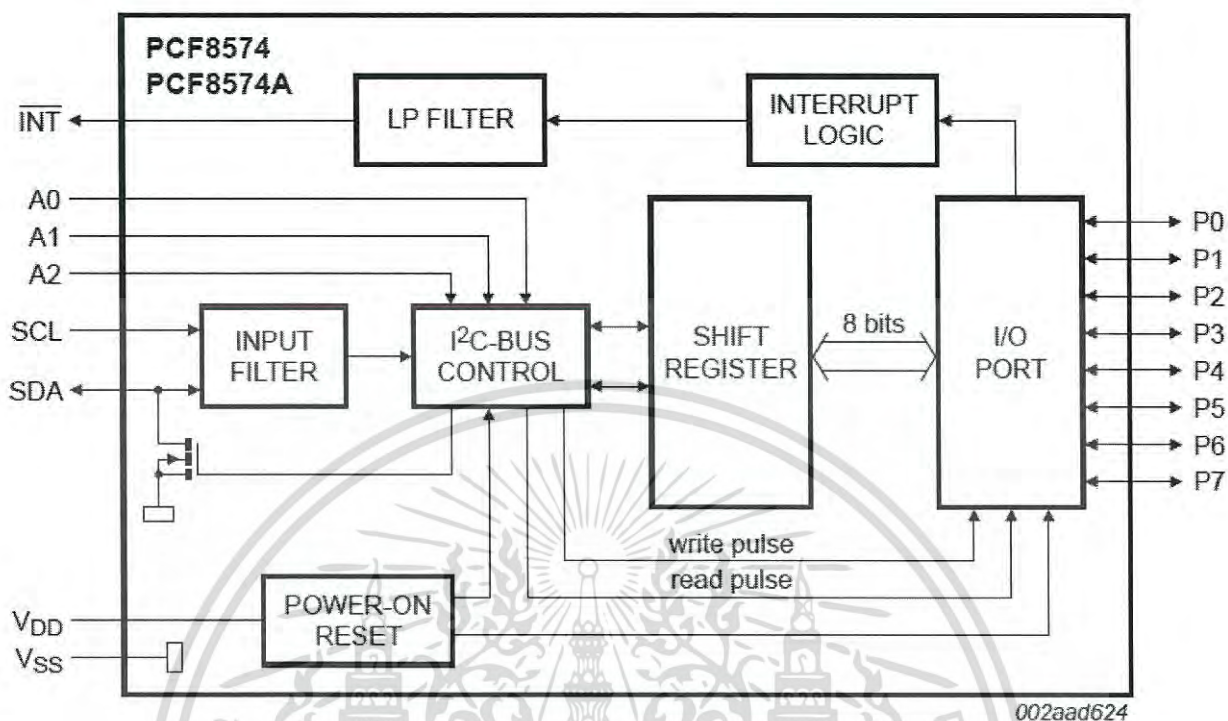 PCF8574
PCF8574A
INT
LP FILTER
INTERRUPT
LOGIC
A0
A1
A2
SCL
SDA
INPUT
FILTER
I²C-BUS
CONTROL
SHIFT
REGISTER
8 bits
I/O
PORT
P0
P1
P2
P3
P4
P5
P6
P7
write pulse
read pulse
POWER-ON
RESET
VDD
VSS
002aad624